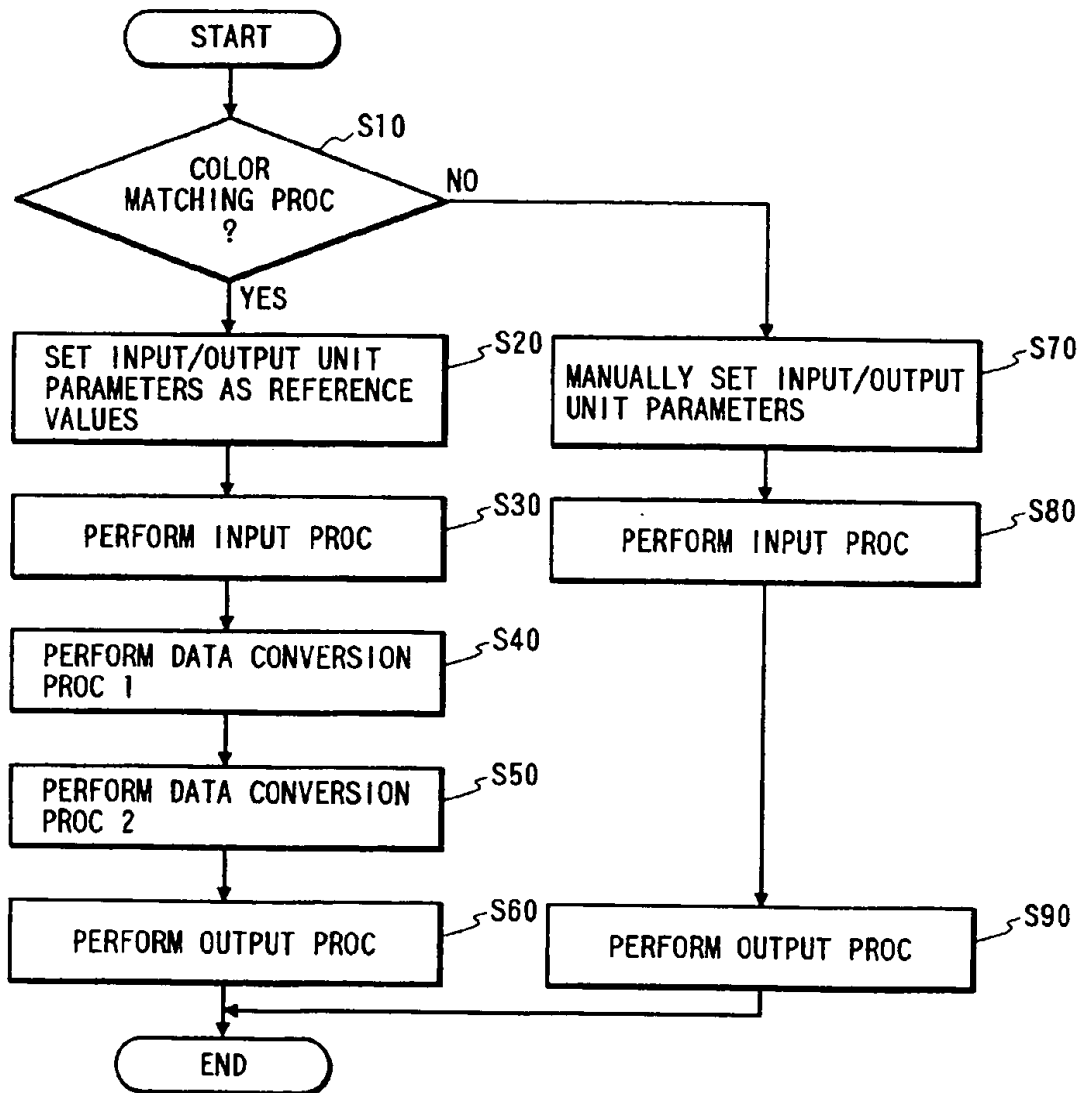 START
S10
COLOR
MATCHING PROC
?
NO
YES
SET INPUT/OUTPUT UNIT
PARAMETERS AS REFERENCE
VALUES
S20
MANUALLY SET INPUT/OUTPUT
UNIT PARAMETERS
S70
PERFORM INPUT PROC
S30
PERFORM INPUT PROC
S80
PERFORM DATA CONVERSION
PROC 1
S40
PERFORM DATA CONVERSION
PROC 2
S50
PERFORM OUTPUT PROC
S60
PERFORM OUTPUT PROC
S90
END